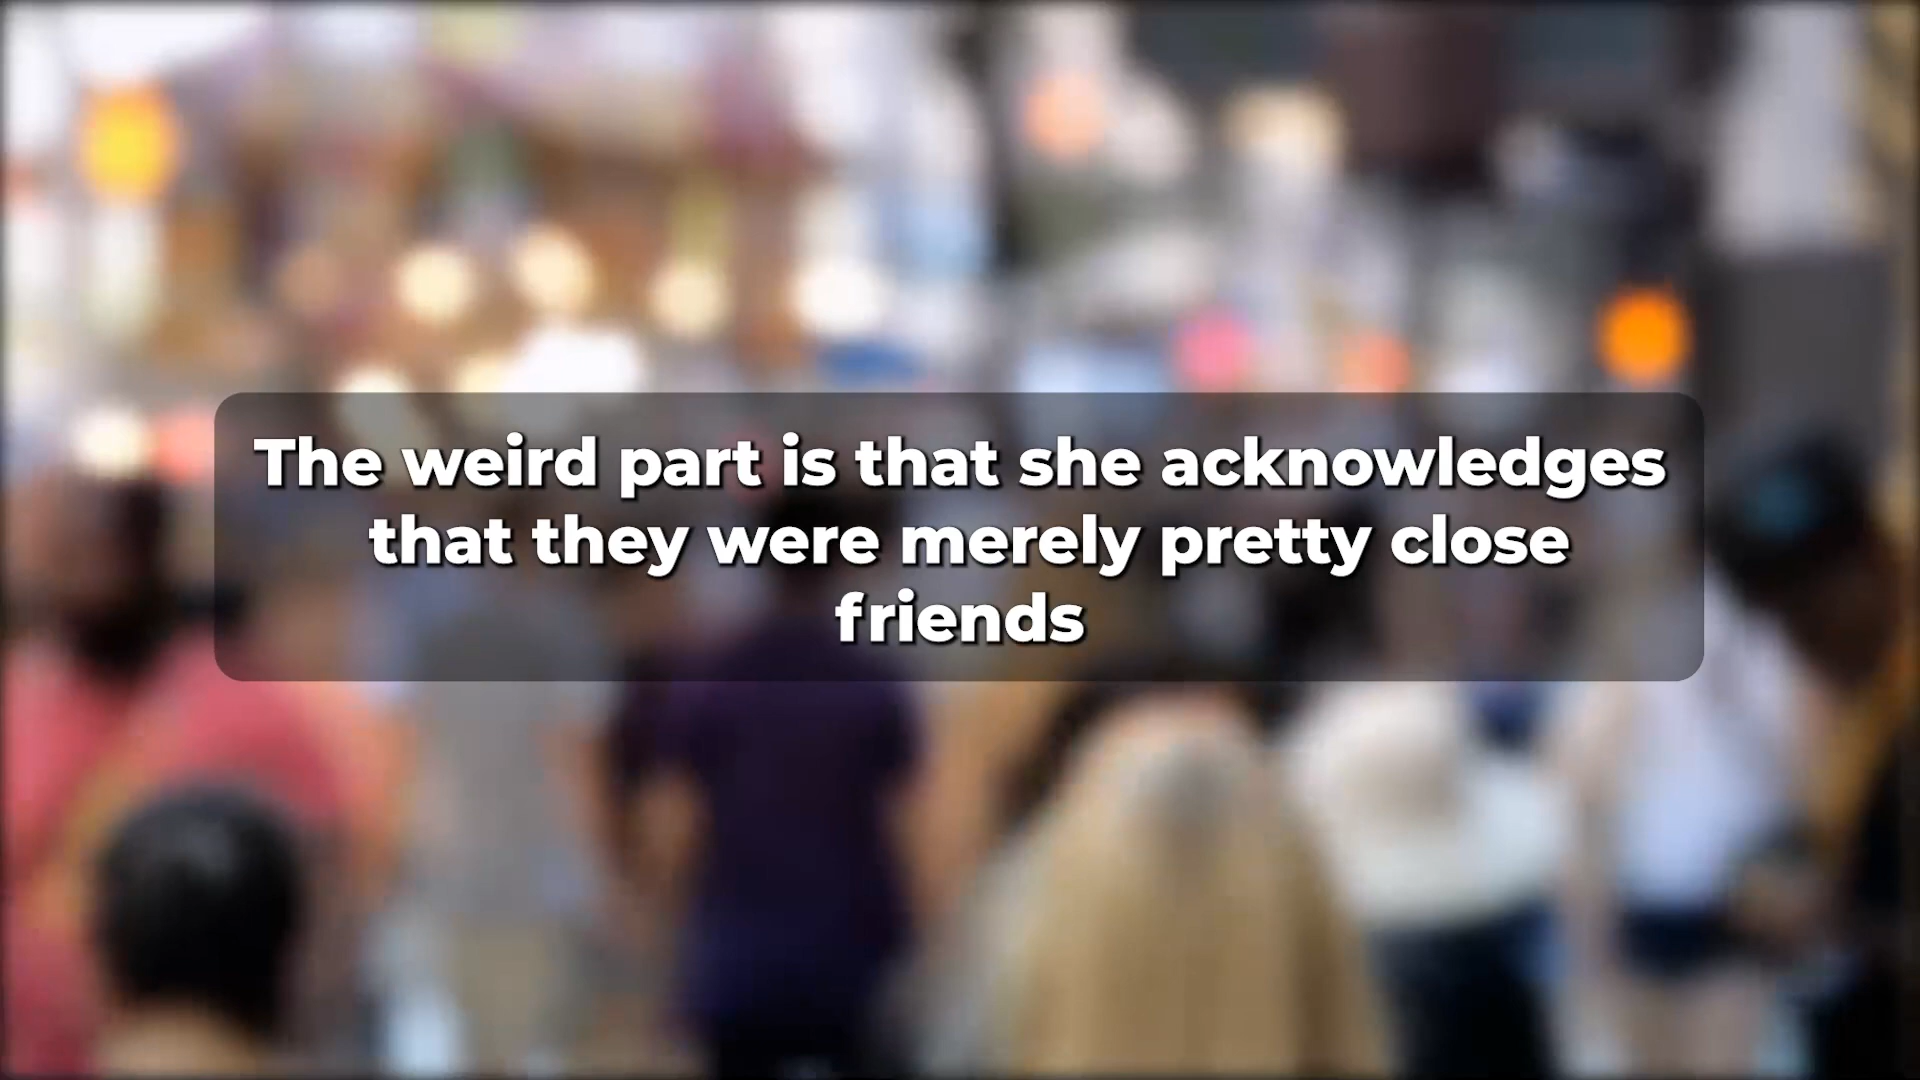 The weird part is that she acknowledges
that they were merely pretty close
friends